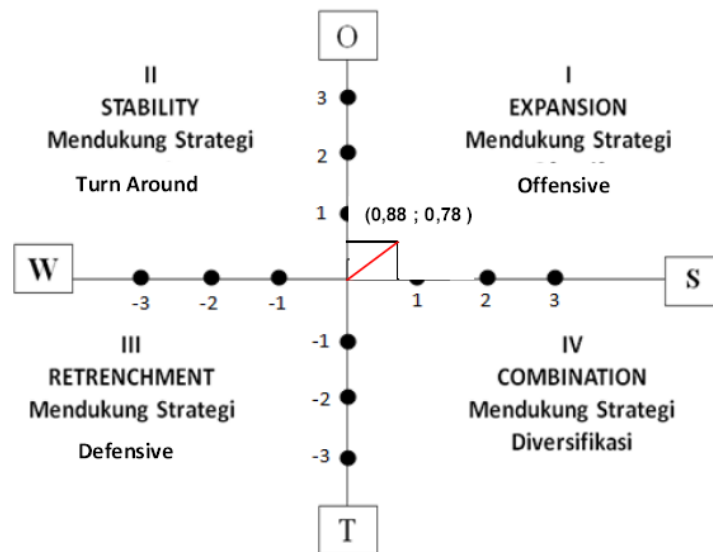 O
II
STABILITY
Mendukung Strategi
Turn Around
I
EXPANSION
Mendukung Strategi
Offensive
3
2
1
(0,88 ; 0,78 )
W
-3
-2
-1
1
2
3
S
III
RETRENCHMENT
Mendukung Strategi
Defensive
-1
-2
-3
IV
COMBINATION
Mendukung Strategi
Diversifikasi
T